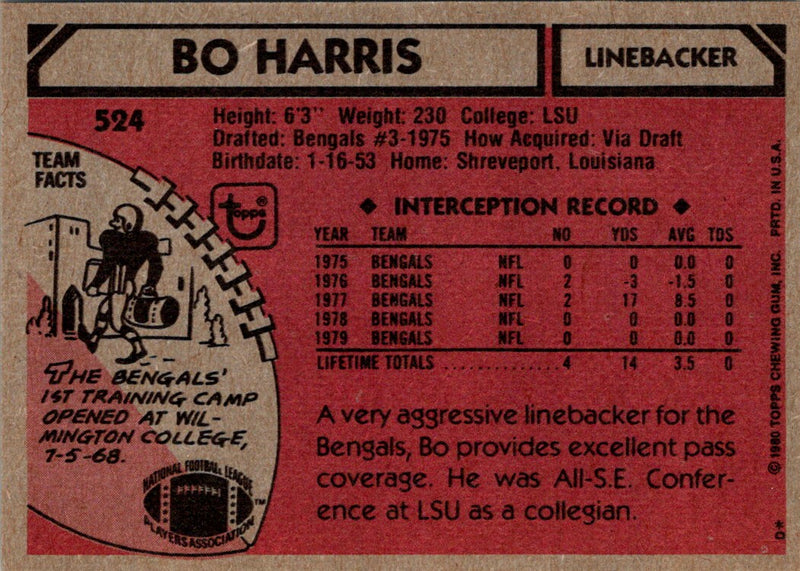 BO HARRIS
LINEBACKER
524
Height: 6'3" Weight: 230 College: LSU
Drafted: Bengals #3-1975 How Acquired: Via Draft
Birthdate: 1-16-53 Home: Shreveport, Louisiana
TEAM
FACTS
topps®
◆ INTERCEPTION RECORD ◆
YEAR TEAM NO YDS AVG TDS
1975 BENGALS NFL 0 0 0.0 0
1976 BENGALS NFL 2 -3 -1.5 0
1977 BENGALS NFL 2 17 8.5 0
1978 BENGALS NFL 0 0 0.0 0
1979 BENGALS NFL 0 0 0.0 0
LIFETIME TOTALS .................. 4 14 3.5 0
THE BENGALS'
1ST TRAINING CAMP
OPENED AT WIL-
MINGTON COLLEGE,
7-5-68.
NATIONAL FOOTBALL LEAGUE
PLAYERS ASSOCIATION
TM
A very aggressive linebacker for the
Bengals, Bo provides excellent pass
coverage. He was All-S.E. Confer-
ence at LSU as a collegian.
© 1980 TOPPS CHEWING GUM, INC. PRTD. IN U.S.A.
D*